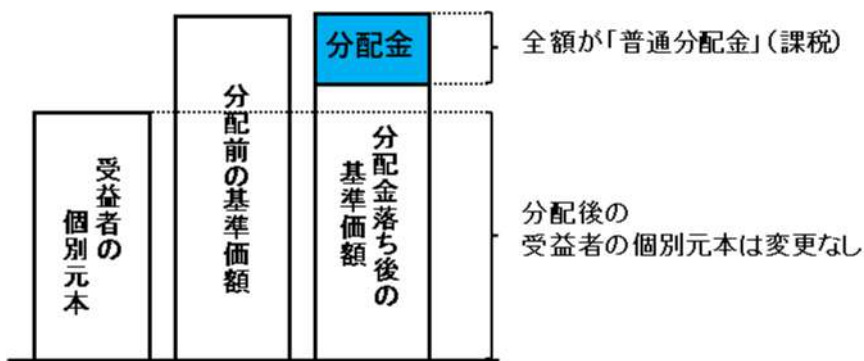 受益者の
個別元本
分配前の基準価額
分配金
分配金落ち後の
基準価額
全額が「普通分配金」(課税)
分配後の
受益者の個別元本は変更なし